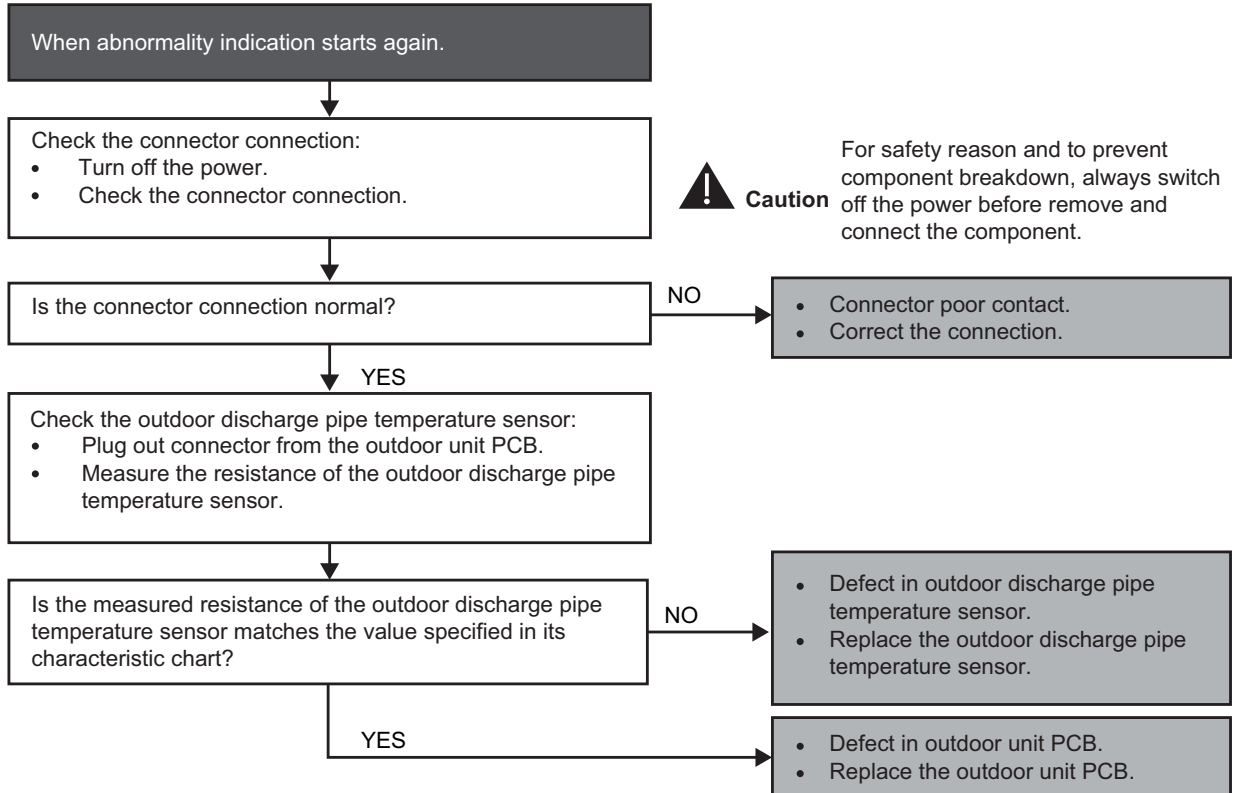 When abnormality indication starts again.
Check the connector connection:
• Turn off the power.
• Check the connector connection.
Caution
For safety reason and to prevent
component breakdown, always switch
off the power before remove and
connect the component.
Is the connector connection normal?
NO
• Connector poor contact.
• Correct the connection.
YES
Check the outdoor discharge pipe temperature sensor:
• Plug out connector from the outdoor unit PCB.
• Measure the resistance of the outdoor discharge pipe
temperature sensor.
Is the measured resistance of the outdoor discharge pipe
temperature sensor matches the value specified in its
characteristic chart?
NO
• Defect in outdoor discharge pipe
temperature sensor.
• Replace the outdoor discharge pipe
temperature sensor.
YES
• Defect in outdoor unit PCB.
• Replace the outdoor unit PCB.